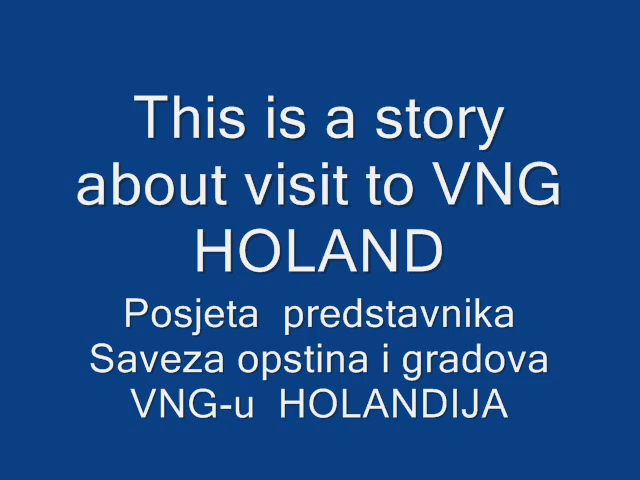 This is a story
about visit to VNG
HOLAND
Posjeta predstavnika
Saveza opstina i gradova
VNG-u HOLANDIJA